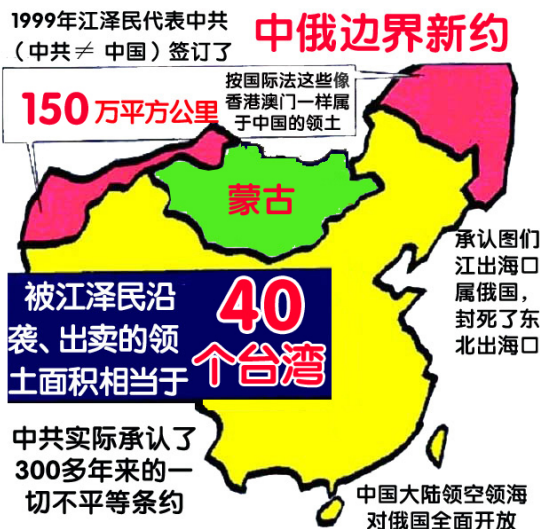 1999年江泽民代表中共
（中共≠ 中国）签订了
中俄边界新约
150万平方公里
按国际法这些像
香港澳门一样属
于中国的领土
蒙古
承认图们
江出海口
属俄国，
封死了东
北出海口
被江泽民沿
袭、出卖的领
土面积相当于
40
个台湾
中共实际承认了
300多年来的一
切不平等条约
中国大陆领空领海
对俄国全面开放